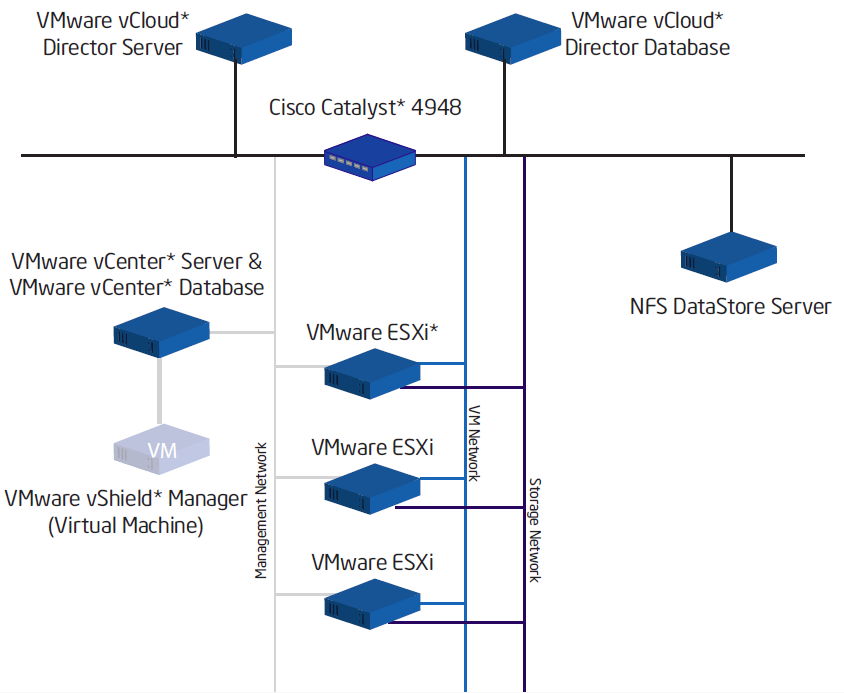 VMware vCloud*
Director Server
VMware vCloud*
Director Database
Cisco Catalyst* 4948
VMware vCenter* Server &
VMware vCenter* Database
NFS DataStore Server
VMware ESXi*
VM Network
VMware ESXi
Management Network
VM
Storage Network
VMware vShield* Manager
(Virtual Machine)
VMware ESXi